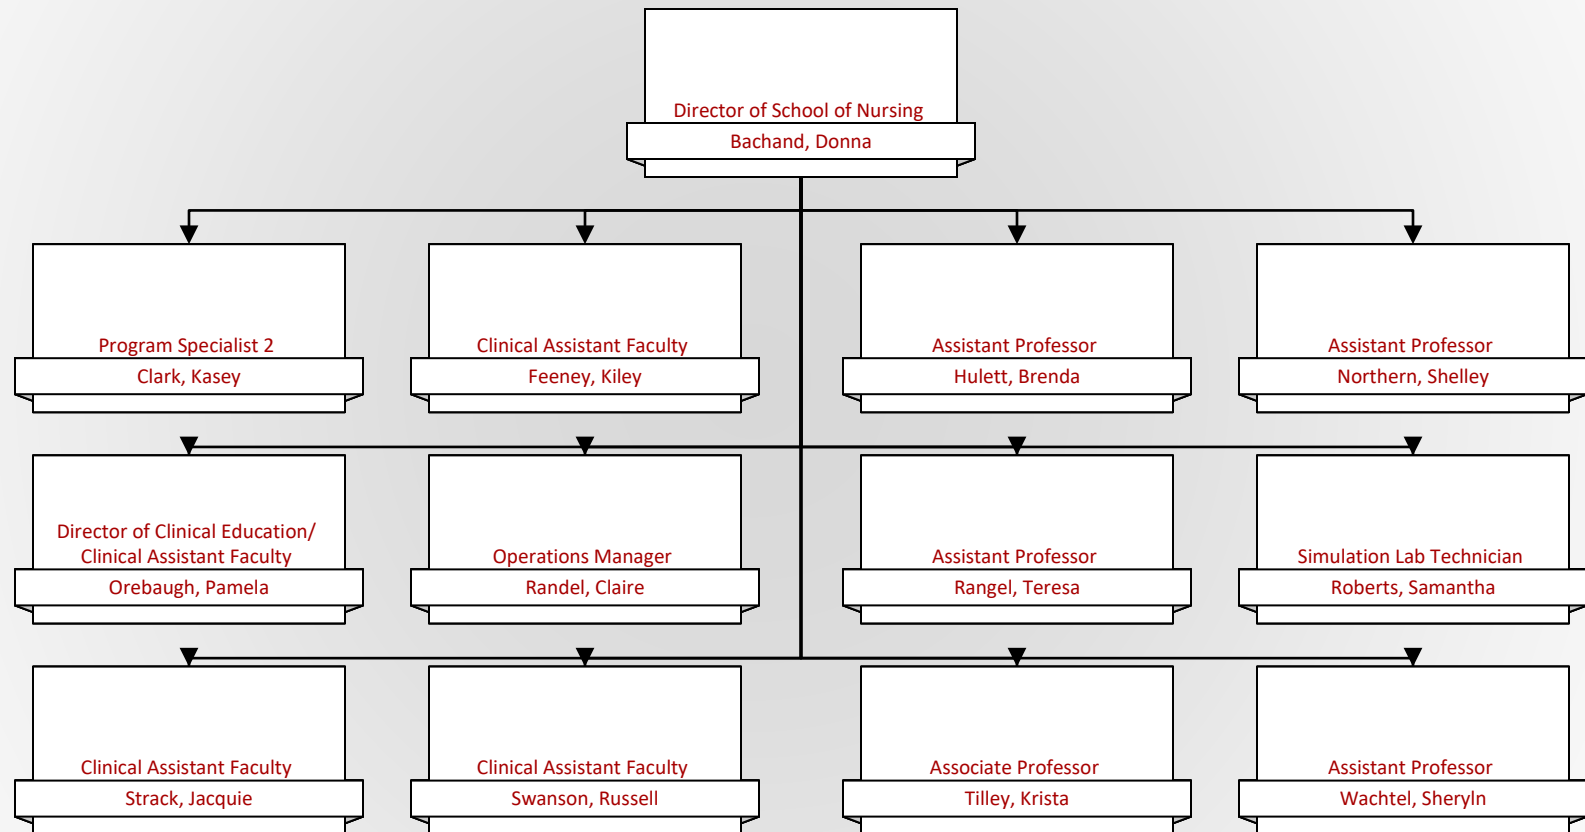 Director of School of Nursing
Bachand, Donna
Program Specialist 2
Clark, Kasey
Clinical Assistant Faculty
Feeney, Kiley
Assistant Professor
Hulett, Brenda
Assistant Professor
Northern, Shelley
Director of Clinical Education/
Clinical Assistant Faculty
Orebaugh, Pamela
Operations Manager
Randel, Claire
Assistant Professor
Rangel, Teresa
Simulation Lab Technician
Roberts, Samantha
Clinical Assistant Faculty
Strack, Jacquie
Clinical Assistant Faculty
Swanson, Russell
Associate Professor
Tilley, Krista
Assistant Professor
Wachtel, Sheryln